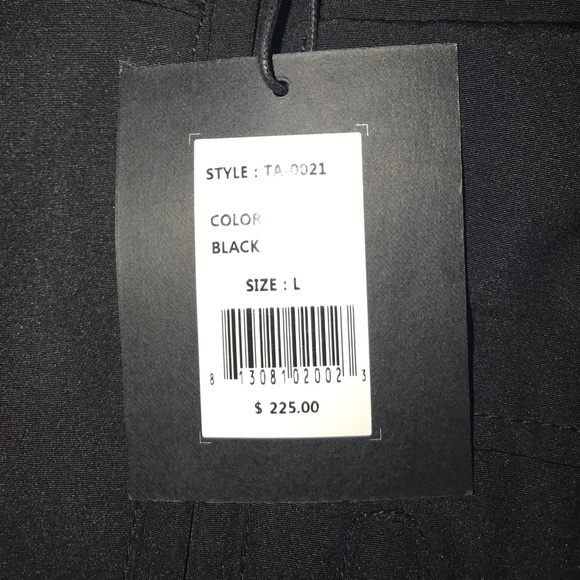 STYLE : TA-0021
COLOR :
BLACK
SIZE : L
8 13081 02002 3
$ 225.00